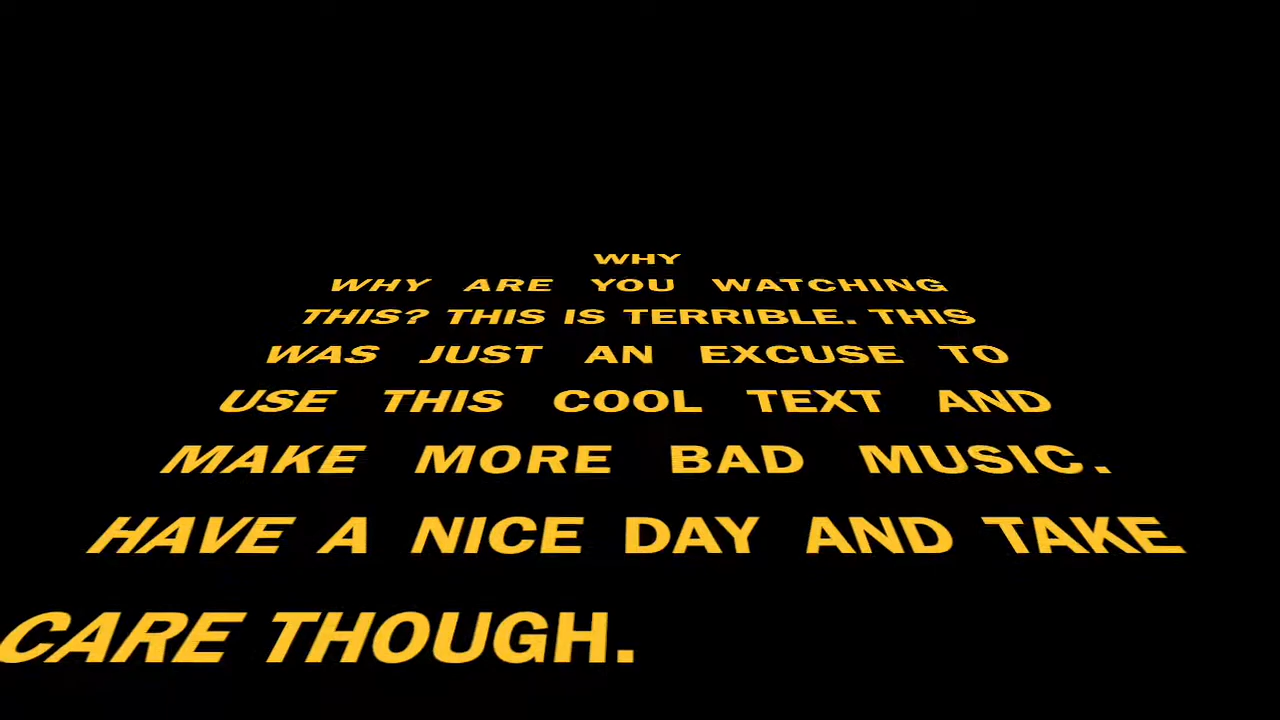 WHY
WHY ARE YOU WATCHING
THIS? THIS IS TERRIBLE. THIS
WAS JUST AN EXCUSE TO
USE THIS COOL TEXT AND
MAKE MORE BAD MUSIC.
HAVE A NICE DAY AND TAKE
CARE THOUGH.